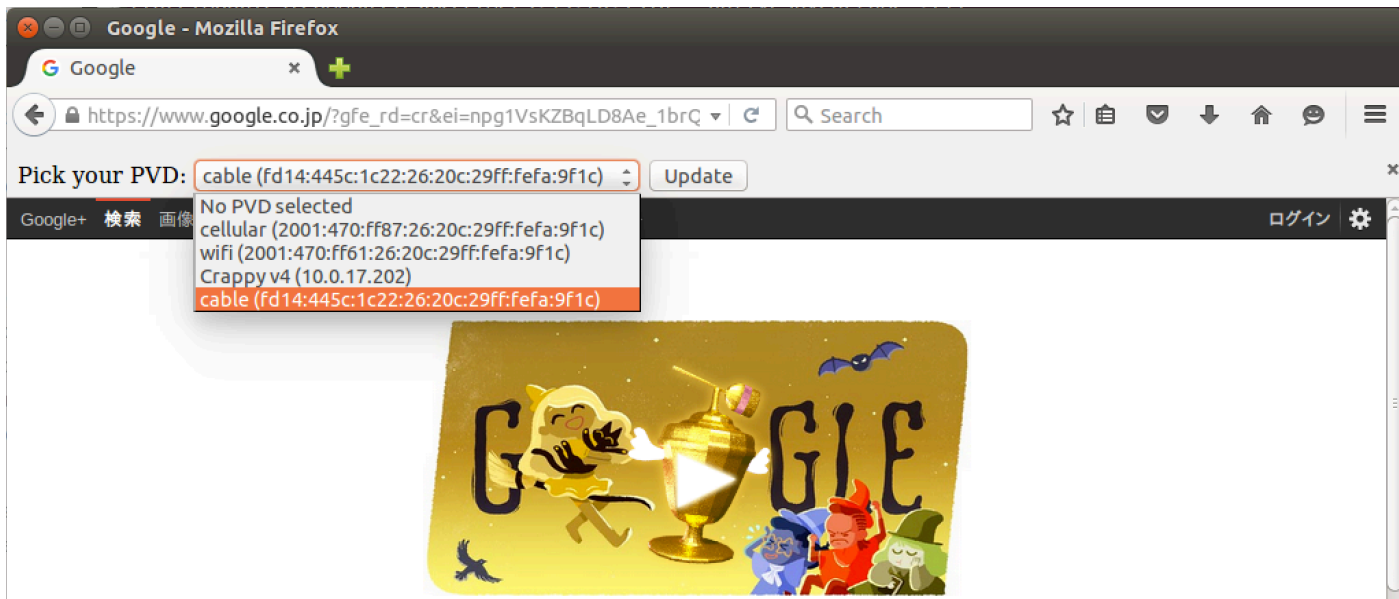 Google - Mozilla Firefox
Google
https://www.google.co.jp/?gfe_rd=cr&ei=npg1VsKZBqLD8Ae_1brQ
Search
Pick your PVD: cable (fd14:445c:1c22:26:20c:29ff:fefa:9f1c) Update
No PVD selected
cellular (2001:470:ff87:26:20c:29ff:fefa:9f1c)
wifi (2001:470:ff61:26:20c:29ff:fefa:9f1c)
Crappy v4 (10.0.17.202)
cable (fd14:445c:1c22:26:20c:29ff:fefa:9f1c)
Google+ 検索 画像 ログイン
G GLE